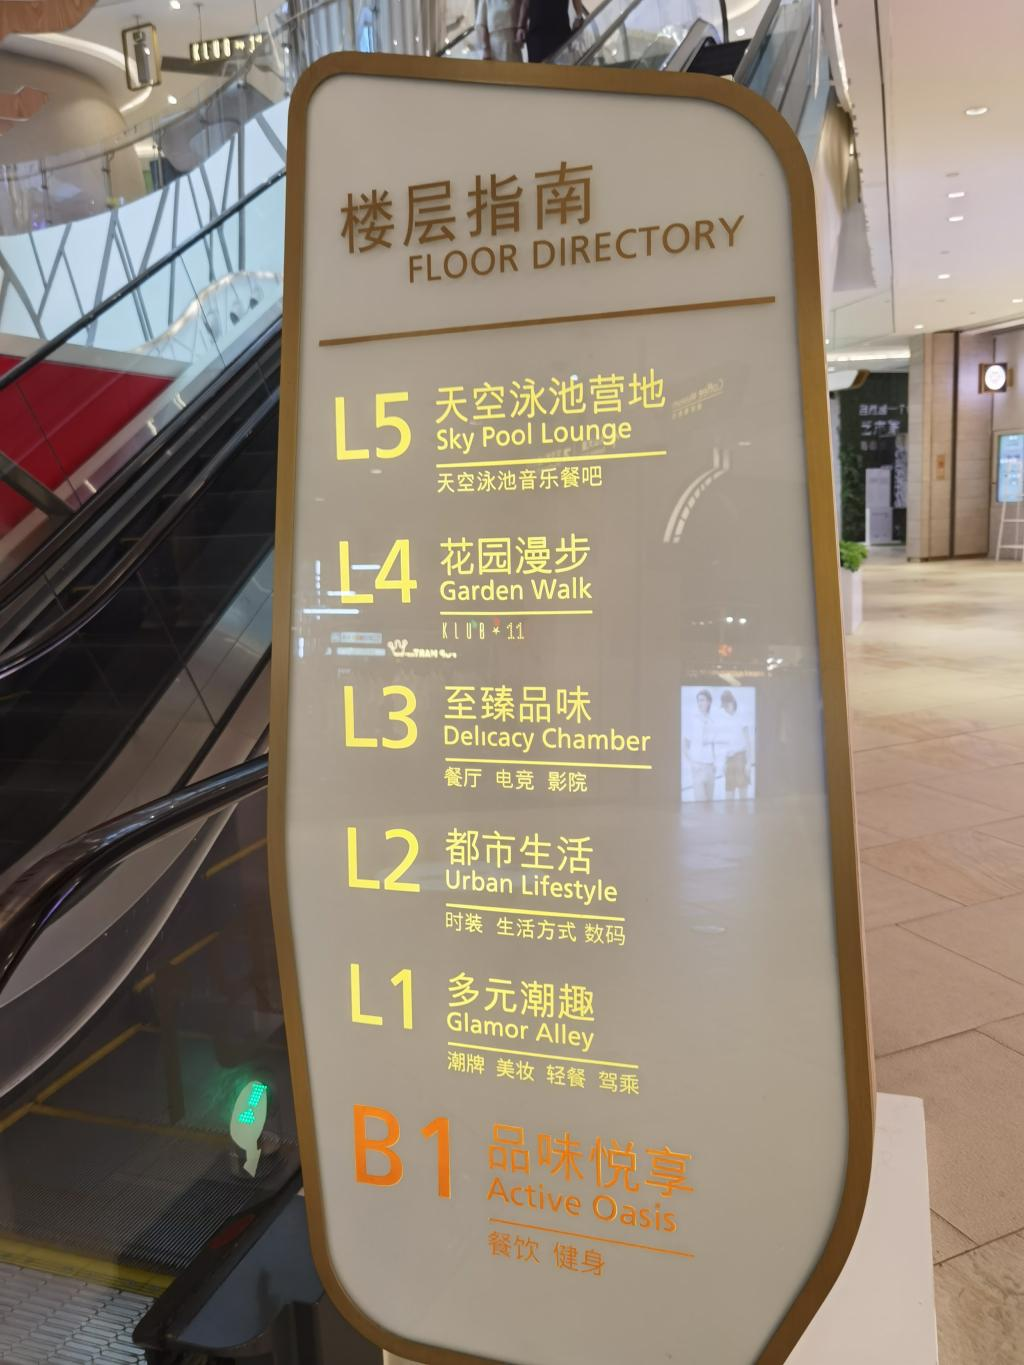 楼层指南
FLOOR DIRECTORY
L5 天空泳池营地
Sky Pool Lounge
天空泳池音乐餐吧
L4 花园漫步
Garden Walk
KLUB★11
L3 至臻品味
Delicacy Chamber
餐厅 电竞 影院
L2 都市生活
Urban Lifestyle
时装 生活方式 数码
L1 多元潮趣
Glamor Alley
潮牌 美妆 轻餐 驾乘
B1 品味悦享
Active Oasis
餐饮 健身